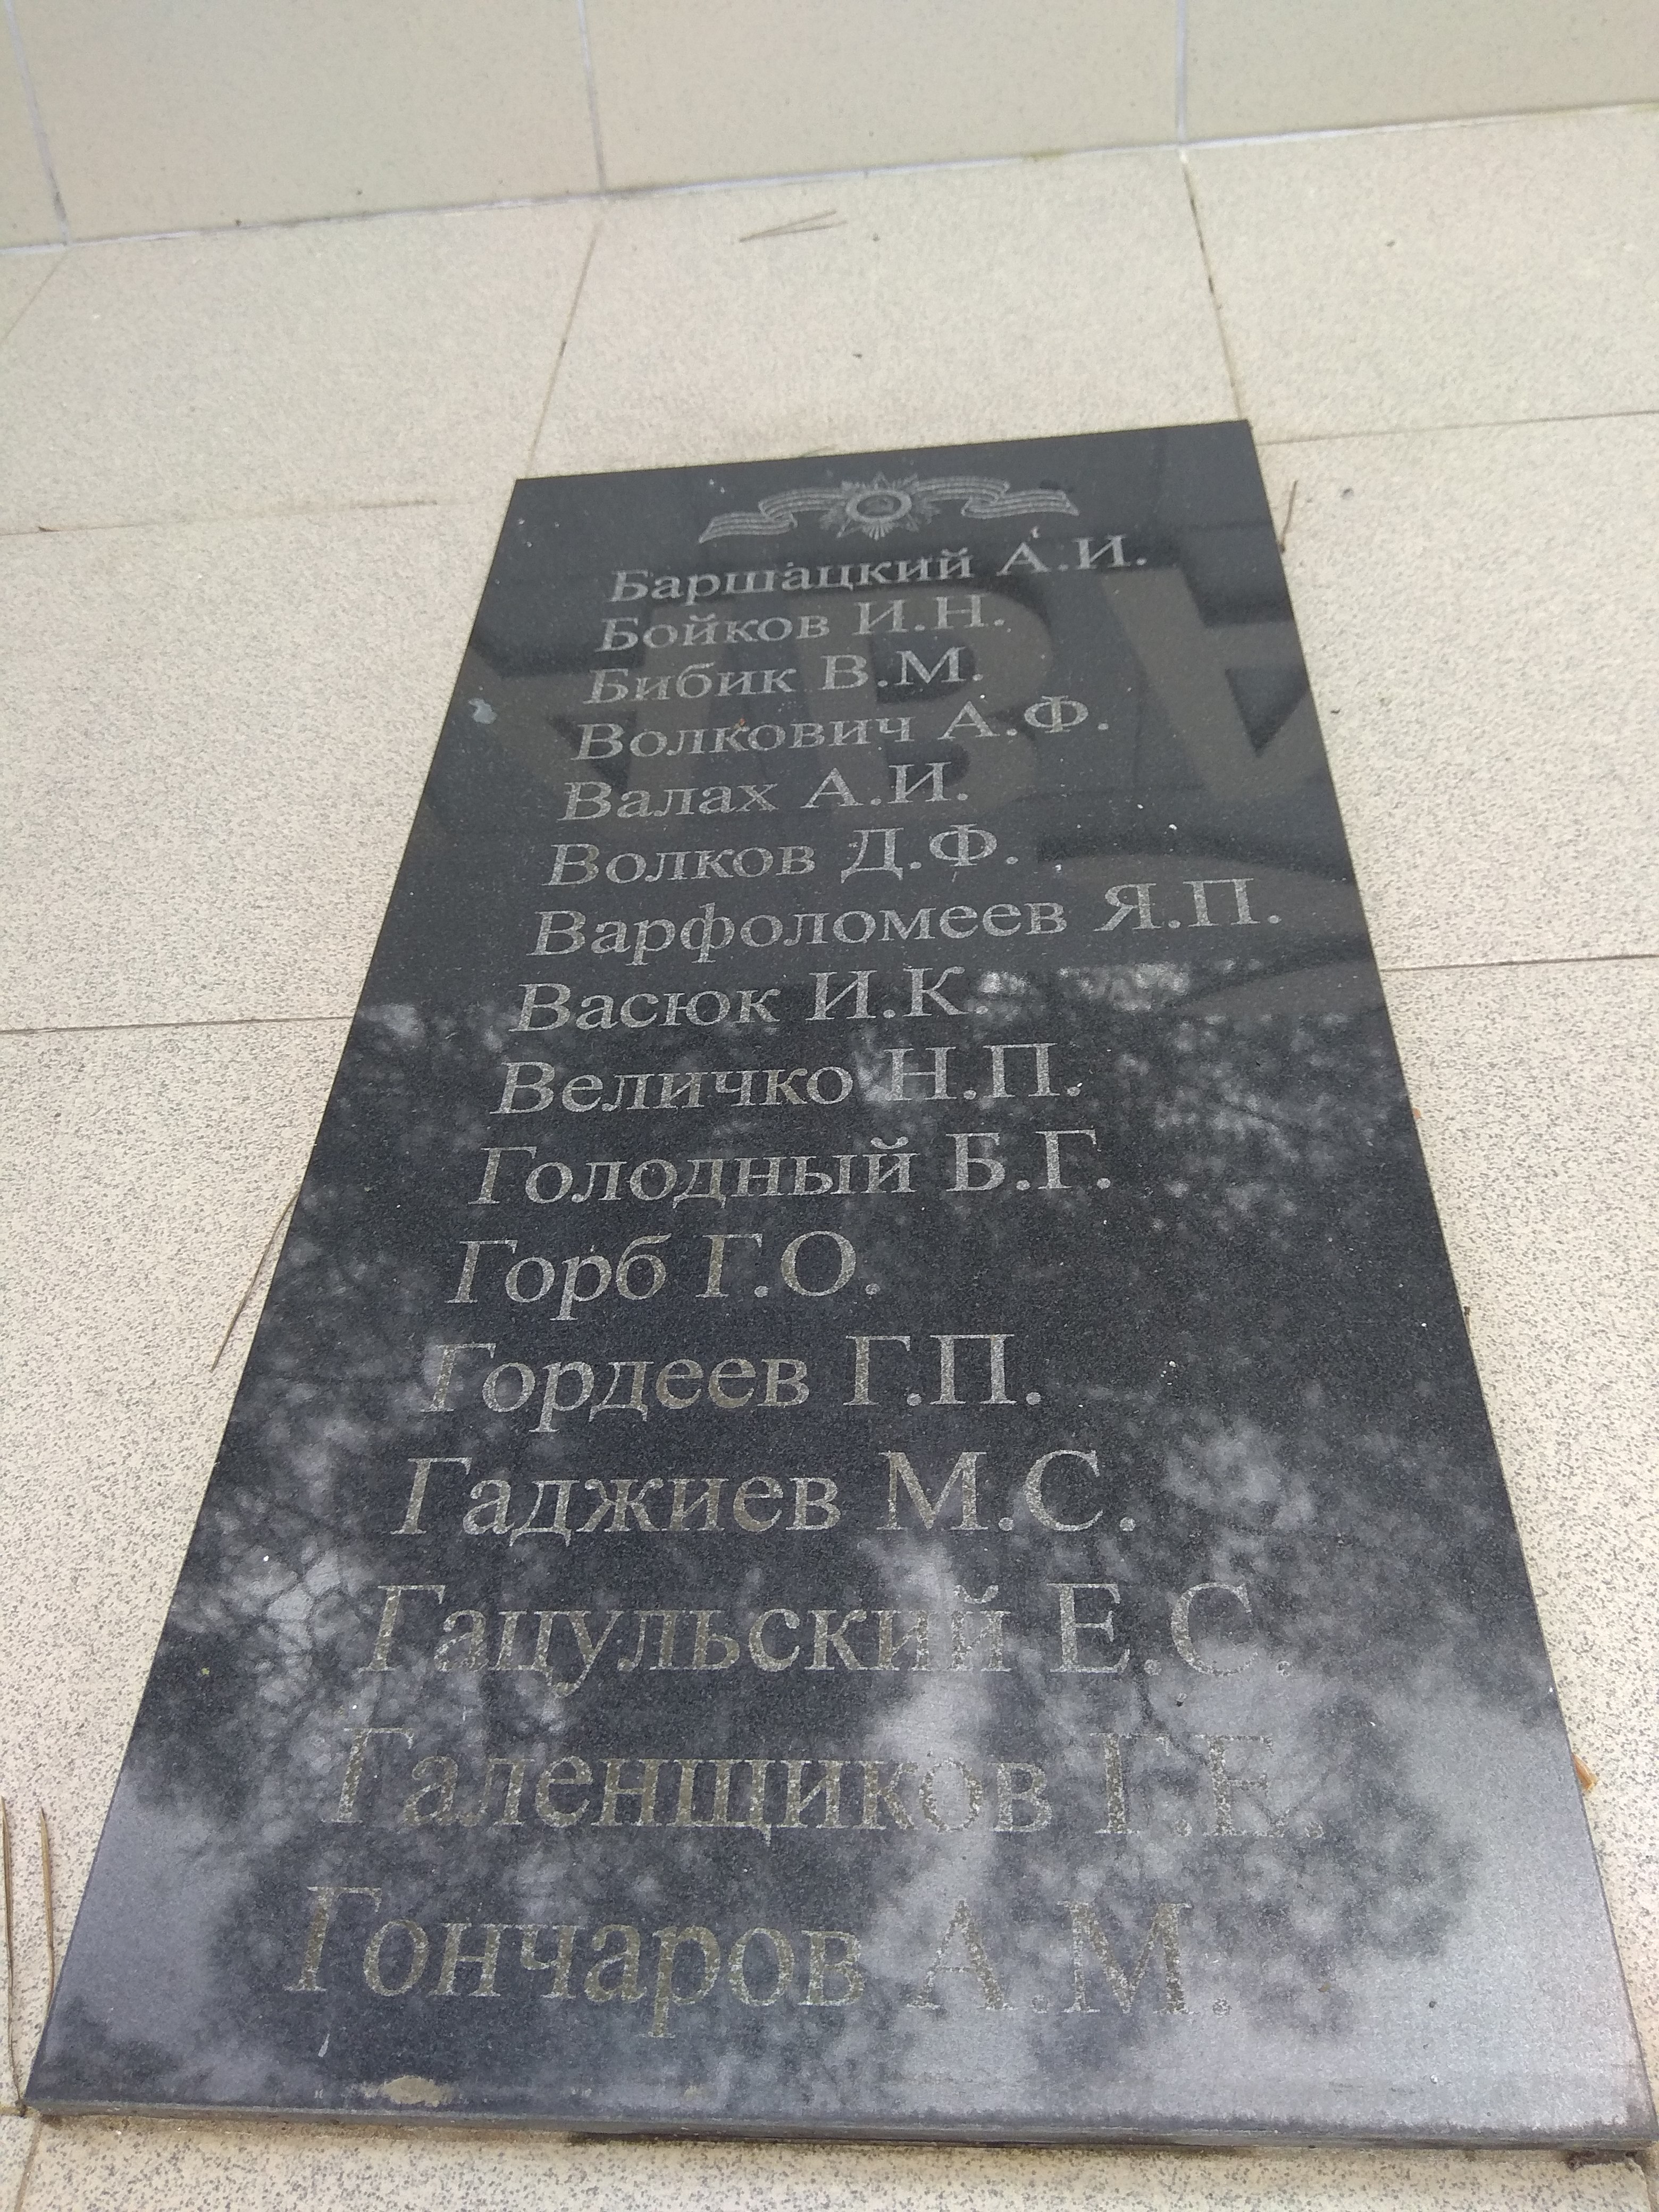 Баршацкий А.И.
Бойков И.Н.
Бибик В.М.
Волкович А.Ф.
Валах А.И.
Волков Д.Ф.
Варфоломеев Я.П.
Васюк И.К.
Величко Н.П.
Голодный Б.Г.
Горб Г.О.
Гордеев Г.П.
Гаджиев М.С.
Гацульский Е.С.
Галенщиков Г.Е.
Гончаров А.М.